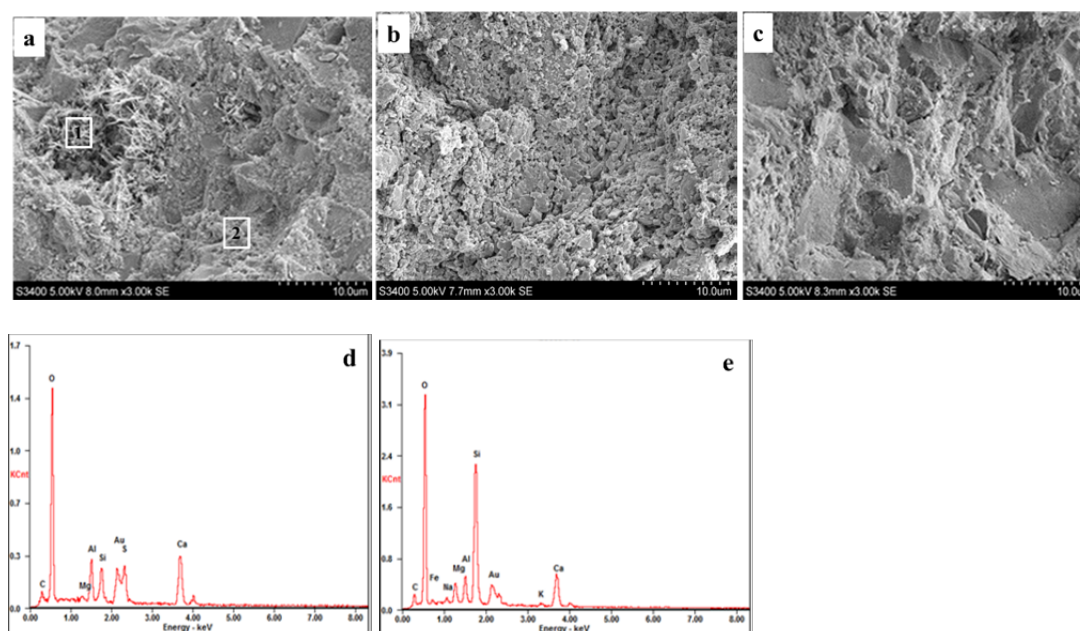 a
b
c
1
2
S3400 5.00kV 8.0mm x3.00k SE 10.0um
S3400 5.00kV 7.7mm x3.00k SE 10.0um
S3400 5.00kV 8.3mm x3.00k SE 10.0u
d
1.7
1.4
1.0
0.7
0.3
0.0
KCnt
O
C
Mg
Al
Si
Au
S
Ca
0.00 1.00 2.00 3.00 4.00 5.00 6.00 7.00 8.00
Energy - keV
e
3.9
3.1
2.4
1.6
0.8
0.0
KCnt
O
C
Fe
Na
Mg
Al
Si
Au
K
Ca
0.00 1.00 2.00 3.00 4.00 5.00 6.00 7.00 8.00
Energy - keV